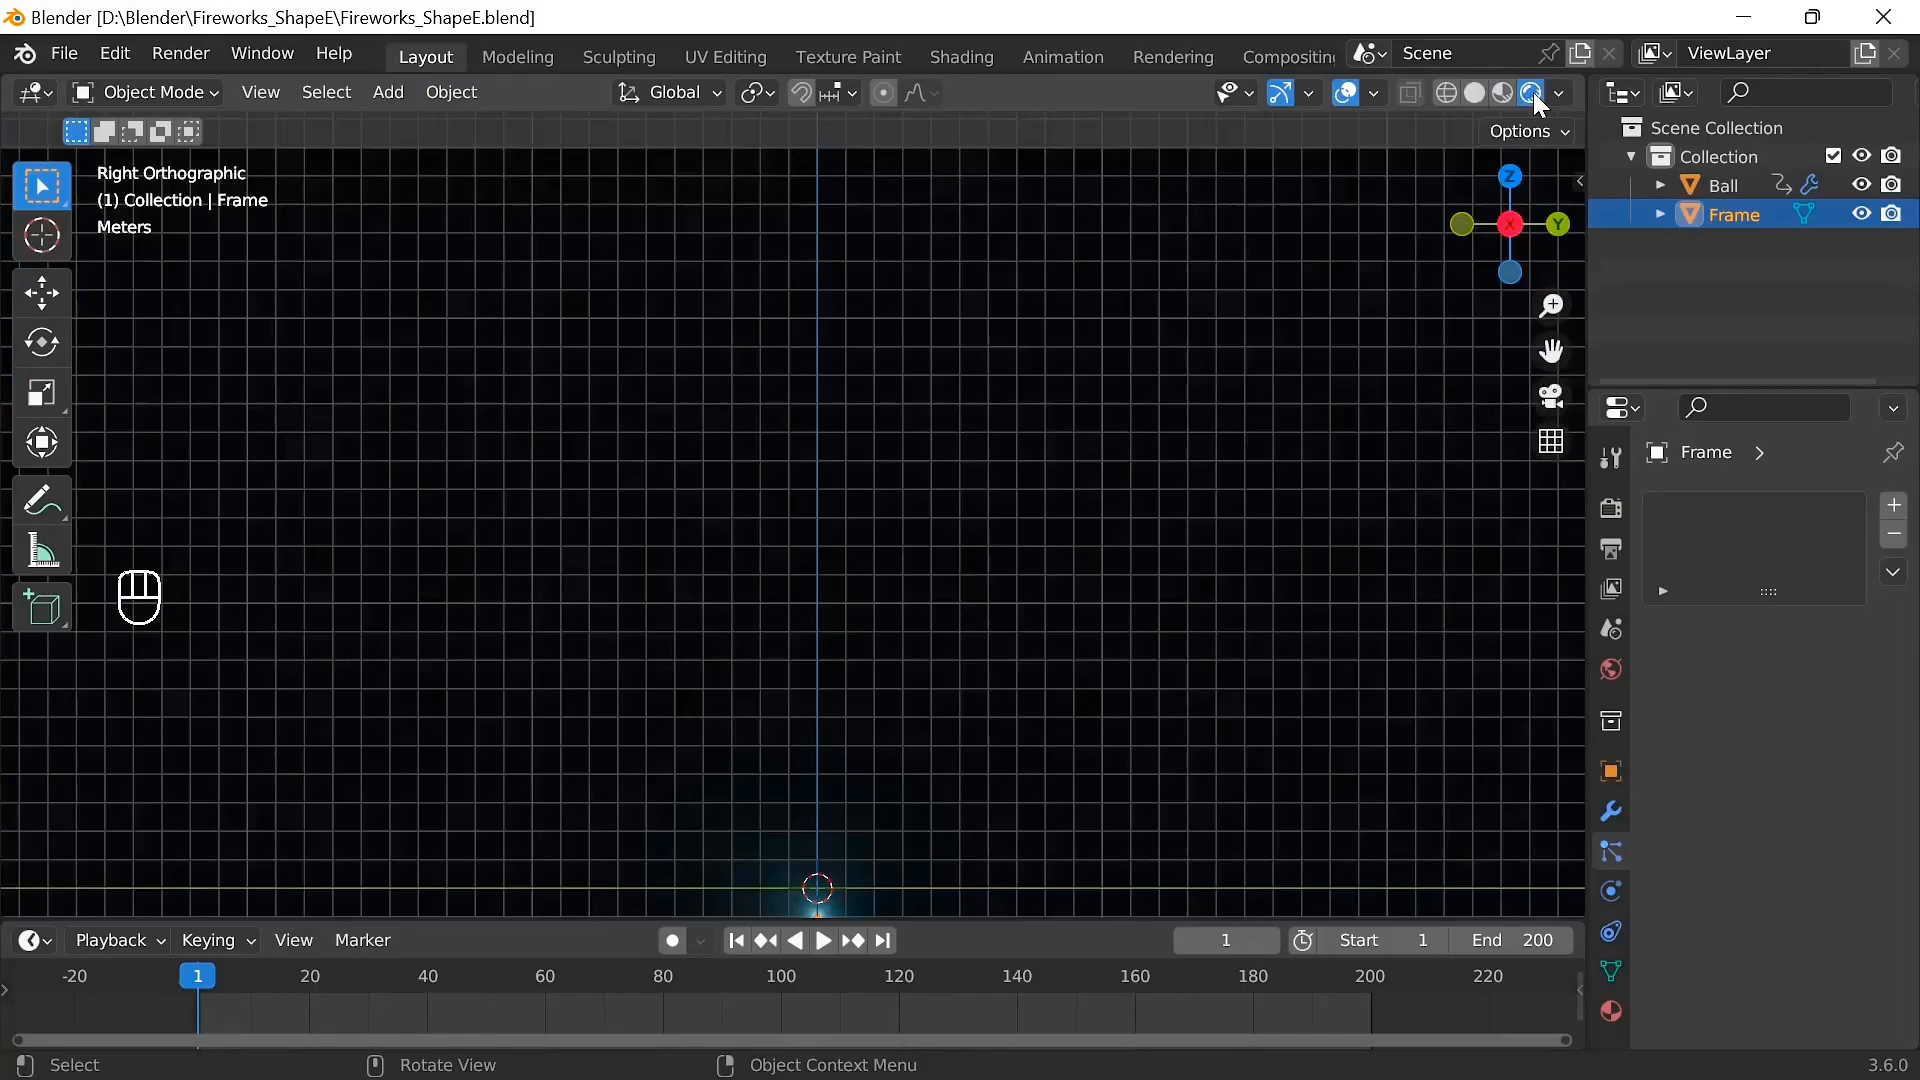 Blender [D:\Blender\Fireworks_ShapeE\Fireworks_ShapeE.blend]
File Edit Render Window Help Layout Modeling Sculpting UV Editing Texture Paint Shading Animation Rendering Compositing Scene ViewLayer
Object Mode View Select Add Object Global
Options
Right Orthographic
(1) Collection | Frame
Meters
Z
X
Y
Scene Collection
Collection
Ball
Frame
Frame
Playback Keying View Marker 1 Start 1 End 200
-20 1 20 40 60 80 100 120 140 160 180 200 220
Select Rotate View Object Context Menu 3.6.0